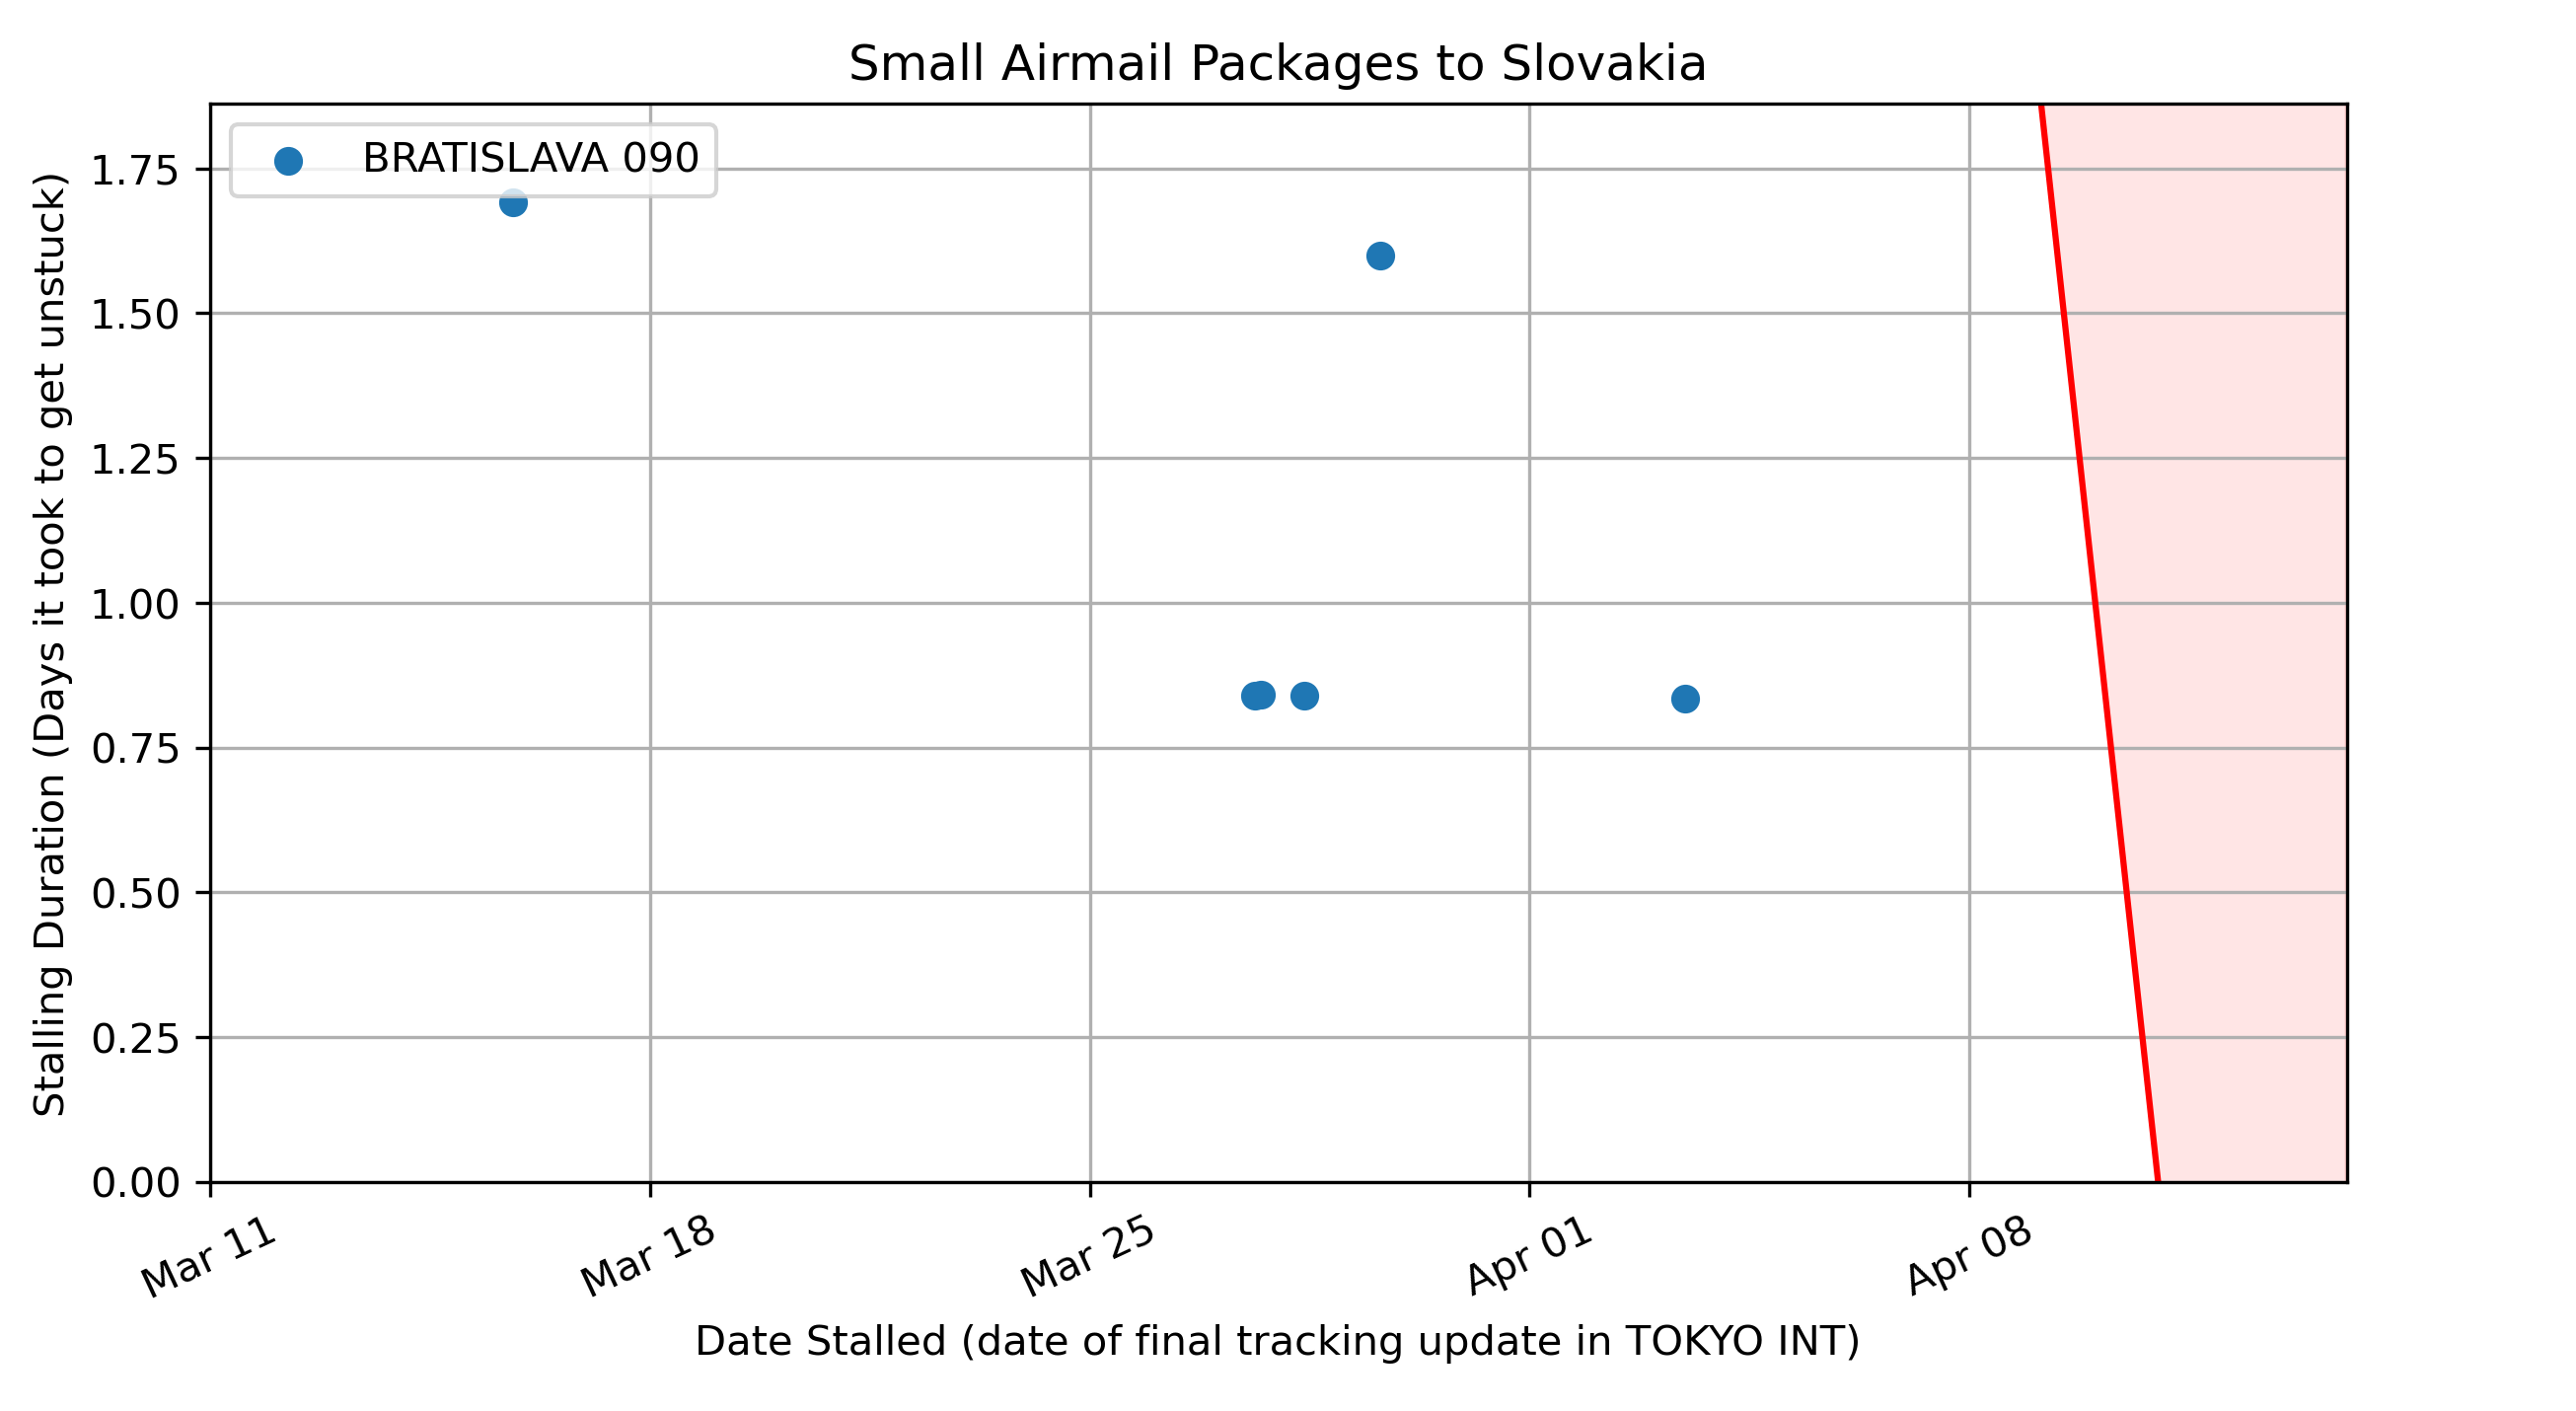 Small Airmail Packages to Slovakia
BRATISLAVA 090
Stalling Duration (Days it took to get unstuck)
1.75
1.50
1.25
1.00
0.75
0.50
0.25
0.00
Mar 11
Mar 18
Mar 25
Apr 01
Apr 08
Date Stalled (date of final tracking update in TOKYO INT)